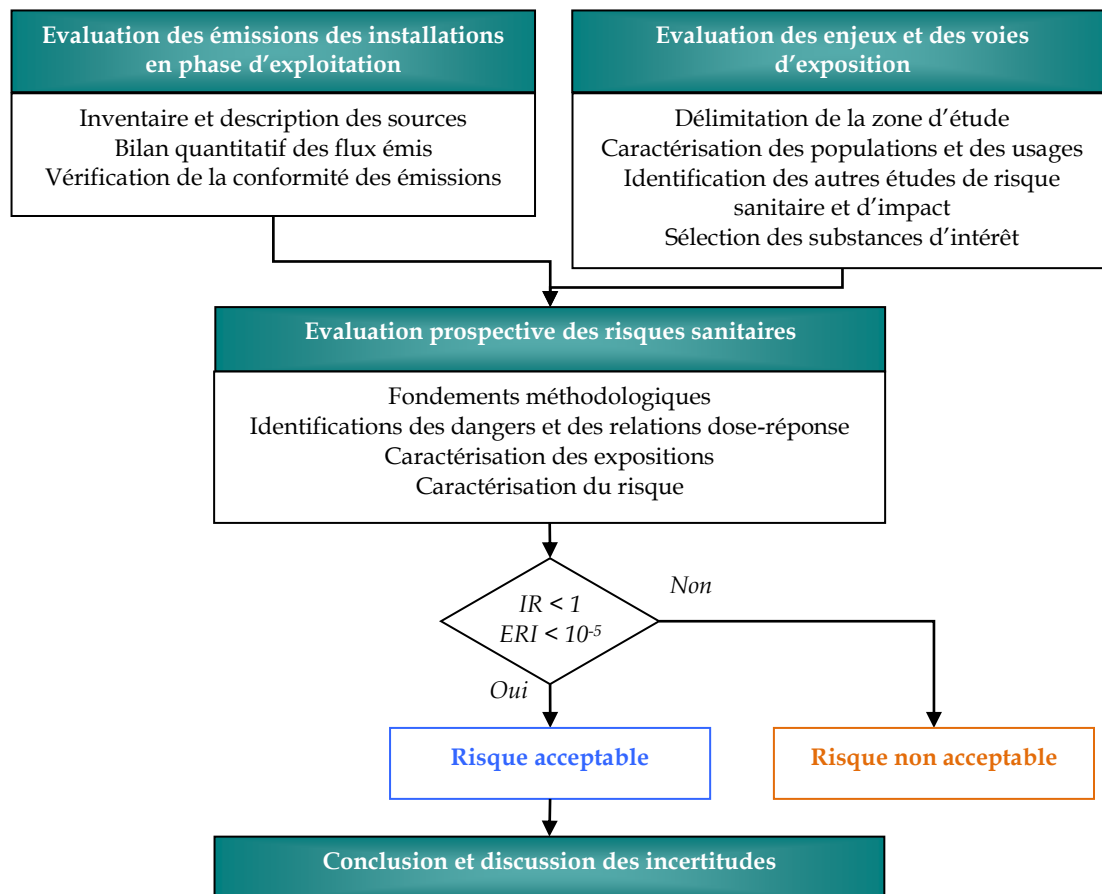 Evaluation des émissions des installations
en phase d'exploitation
Inventaire et description des sources
Bilan quantitatif des flux émis
Vérification de la conformité des émissions
Evaluation des enjeux et des voies
d'exposition
Délimitation de la zone d'étude
Caractérisation des populations et des usages
Identification des autres études de risque
sanitaire et d'impact
Sélection des substances d'intérêt
Evaluation prospective des risques sanitaires
Fondements méthodologiques
Identifications des dangers et des relations dose-réponse
Caractérisation des expositions
Caractérisation du risque
IR < 1
ERI < 10⁻⁵
Non
Oui
Risque acceptable
Risque non acceptable
Conclusion et discussion des incertitudes